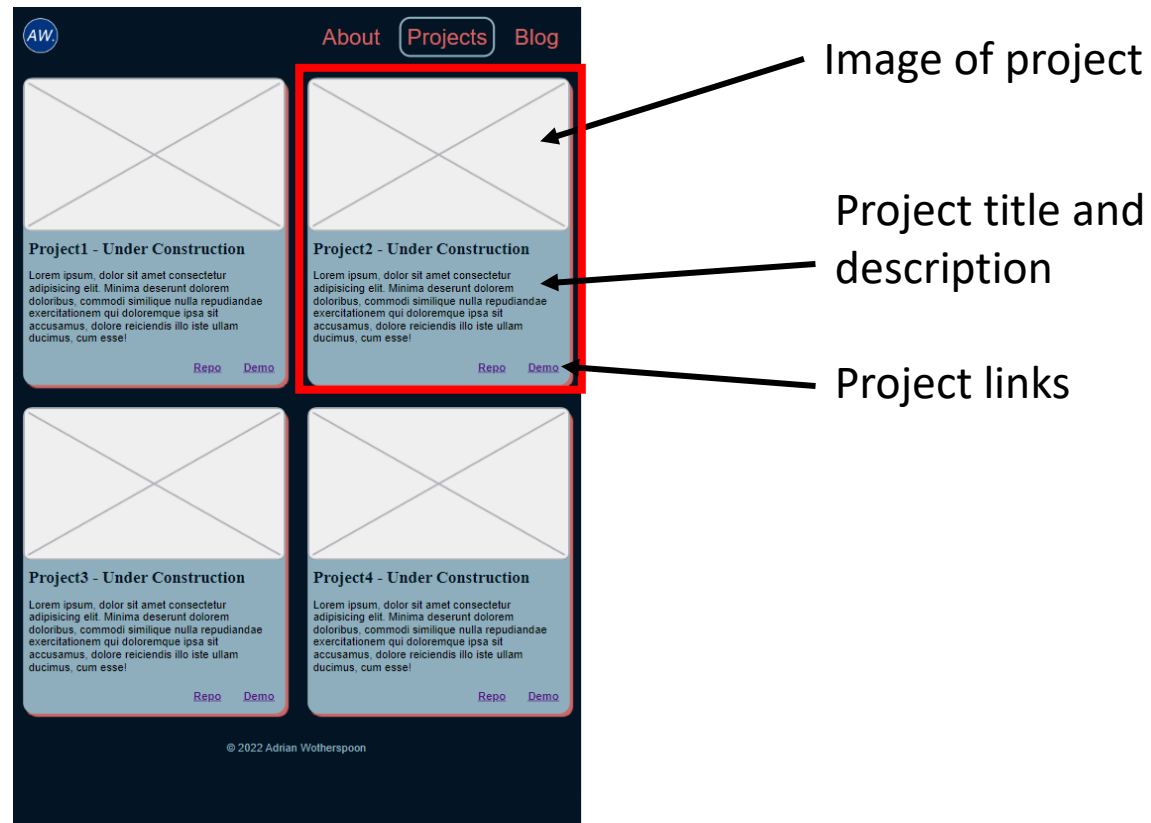 AW.
About Projects Blog
Image of project
Project1 - Under Construction
Lorem ipsum, dolor sit amet consectetur
adipisicing elit. Minima deserunt dolorem
doloribus, commodi similique nulla repudiandae
exercitationem qui doloremque ipsa sit
accusamus, dolore reiciendis illo iste ullam
ducimus, cum esse!
Repo Demo
Project2 - Under Construction
Lorem ipsum, dolor sit amet consectetur
adipisicing elit. Minima deserunt dolorem
doloribus, commodi similique nulla repudiandae
exercitationem qui doloremque ipsa sit
accusamus, dolore reiciendis illo iste ullam
ducimus, cum esse!
Repo Demo
Project title and
description
Project links
Project3 - Under Construction
Lorem ipsum, dolor sit amet consectetur
adipisicing elit. Minima deserunt dolorem
doloribus, commodi similique nulla repudiandae
exercitationem qui doloremque ipsa sit
accusamus, dolore reiciendis illo iste ullam
ducimus, cum esse!
Repo Demo
Project4 - Under Construction
Lorem ipsum, dolor sit amet consectetur
adipisicing elit. Minima deserunt dolorem
doloribus, commodi similique nulla repudiandae
exercitationem qui doloremque ipsa sit
accusamus, dolore reiciendis illo iste ullam
ducimus, cum esse!
Repo Demo
© 2022 Adrian Wotherspoon